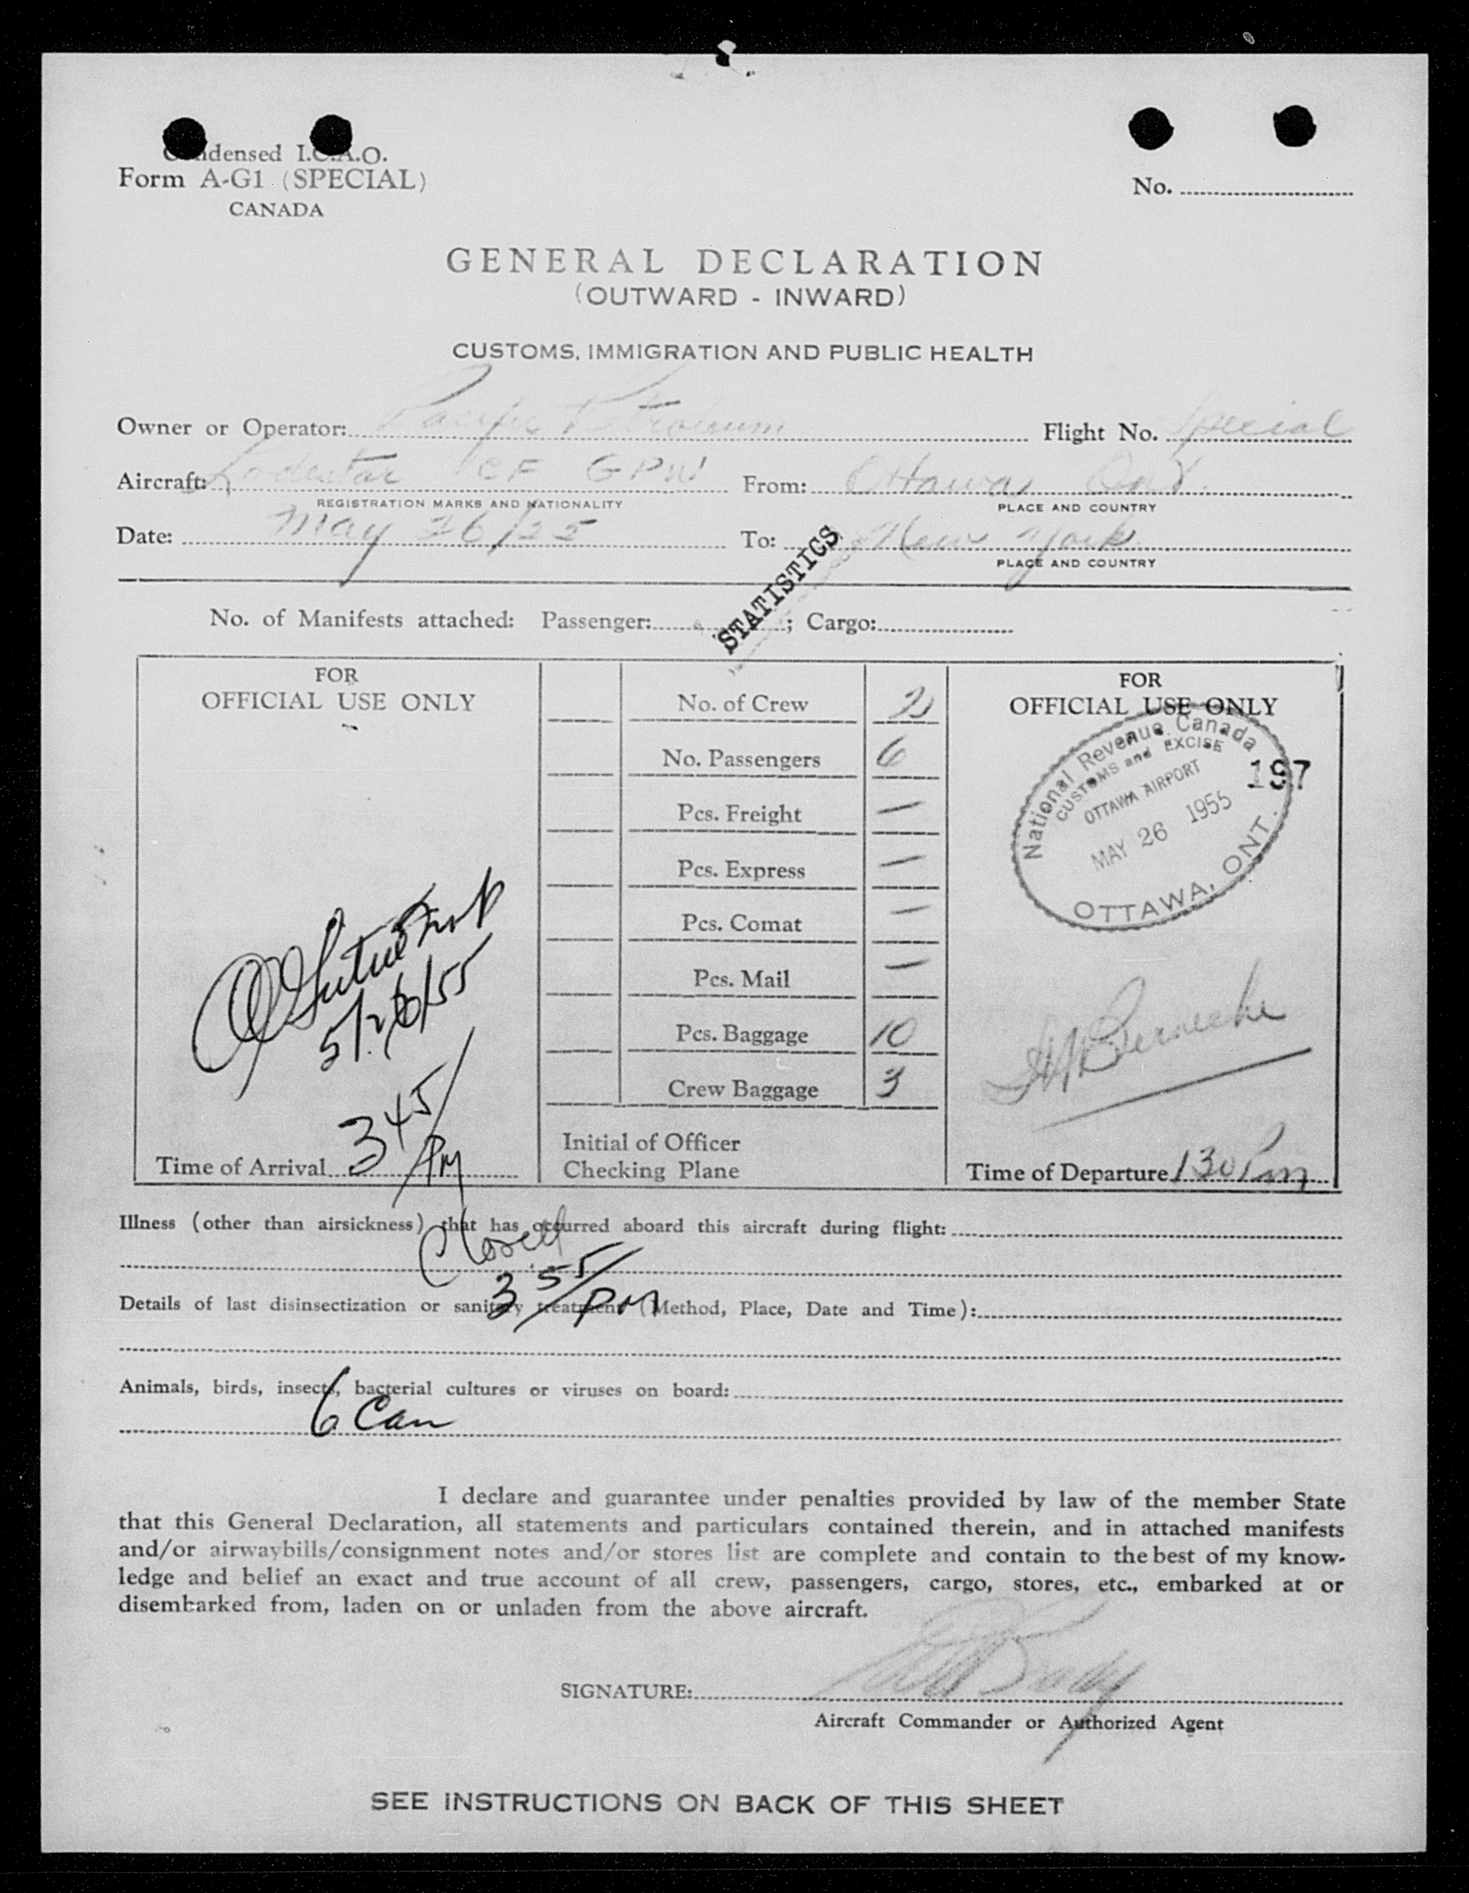 Condensed I.C.A.O.
Form A-G1 (SPECIAL)
CANADA
No.
GENERAL DECLARATION
(OUTWARD - INWARD)
CUSTOMS, IMMIGRATION AND PUBLIC HEALTH
Owner or Operator: Pacific Petroleum Flight No. Special
Aircraft: Lodestar CF GPW From: Ottawa Ont.
REGISTRATION MARKS AND NATIONALITY PLACE AND COUNTRY
Date: May 26/55 To: New York
PLACE AND COUNTRY
STATISTICS
No. of Manifests attached: Passenger: ; Cargo:
FOR
OFFICIAL USE ONLY
5/26/55
Time of Arrival 345/PM
No. of Crew 2
No. Passengers 6
Pcs. Freight —
Pcs. Express —
Pcs. Comat —
Pcs. Mail —
Pcs. Baggage 10
Crew Baggage 3
Initial of Officer
Checking Plane
FOR
OFFICIAL USE ONLY
National Revenue Canada
CUSTOMS and EXCISE
OTTAWA AIRPORT
MAY 26 1955
OTTAWA, ONT.
197
Time of Departure 130 Pm
Illness (other than airsickness) that has occurred aboard this aircraft during flight:
Closed
3 55/PM
Details of last disinsectization or sanitary treatment (Method, Place, Date and Time):
Animals, birds, insects, bacterial cultures or viruses on board:
6 Can
I declare and guarantee under penalties provided by law of the member State
that this General Declaration, all statements and particulars contained therein, and in attached manifests
and/or airwaybills/consignment notes and/or stores list are complete and contain to the best of my know-
ledge and belief an exact and true account of all crew, passengers, cargo, stores, etc., embarked at or
disembarked from, laden on or unladen from the above aircraft.
SIGNATURE: Brady
Aircraft Commander or Authorized Agent
SEE INSTRUCTIONS ON BACK OF THIS SHEET